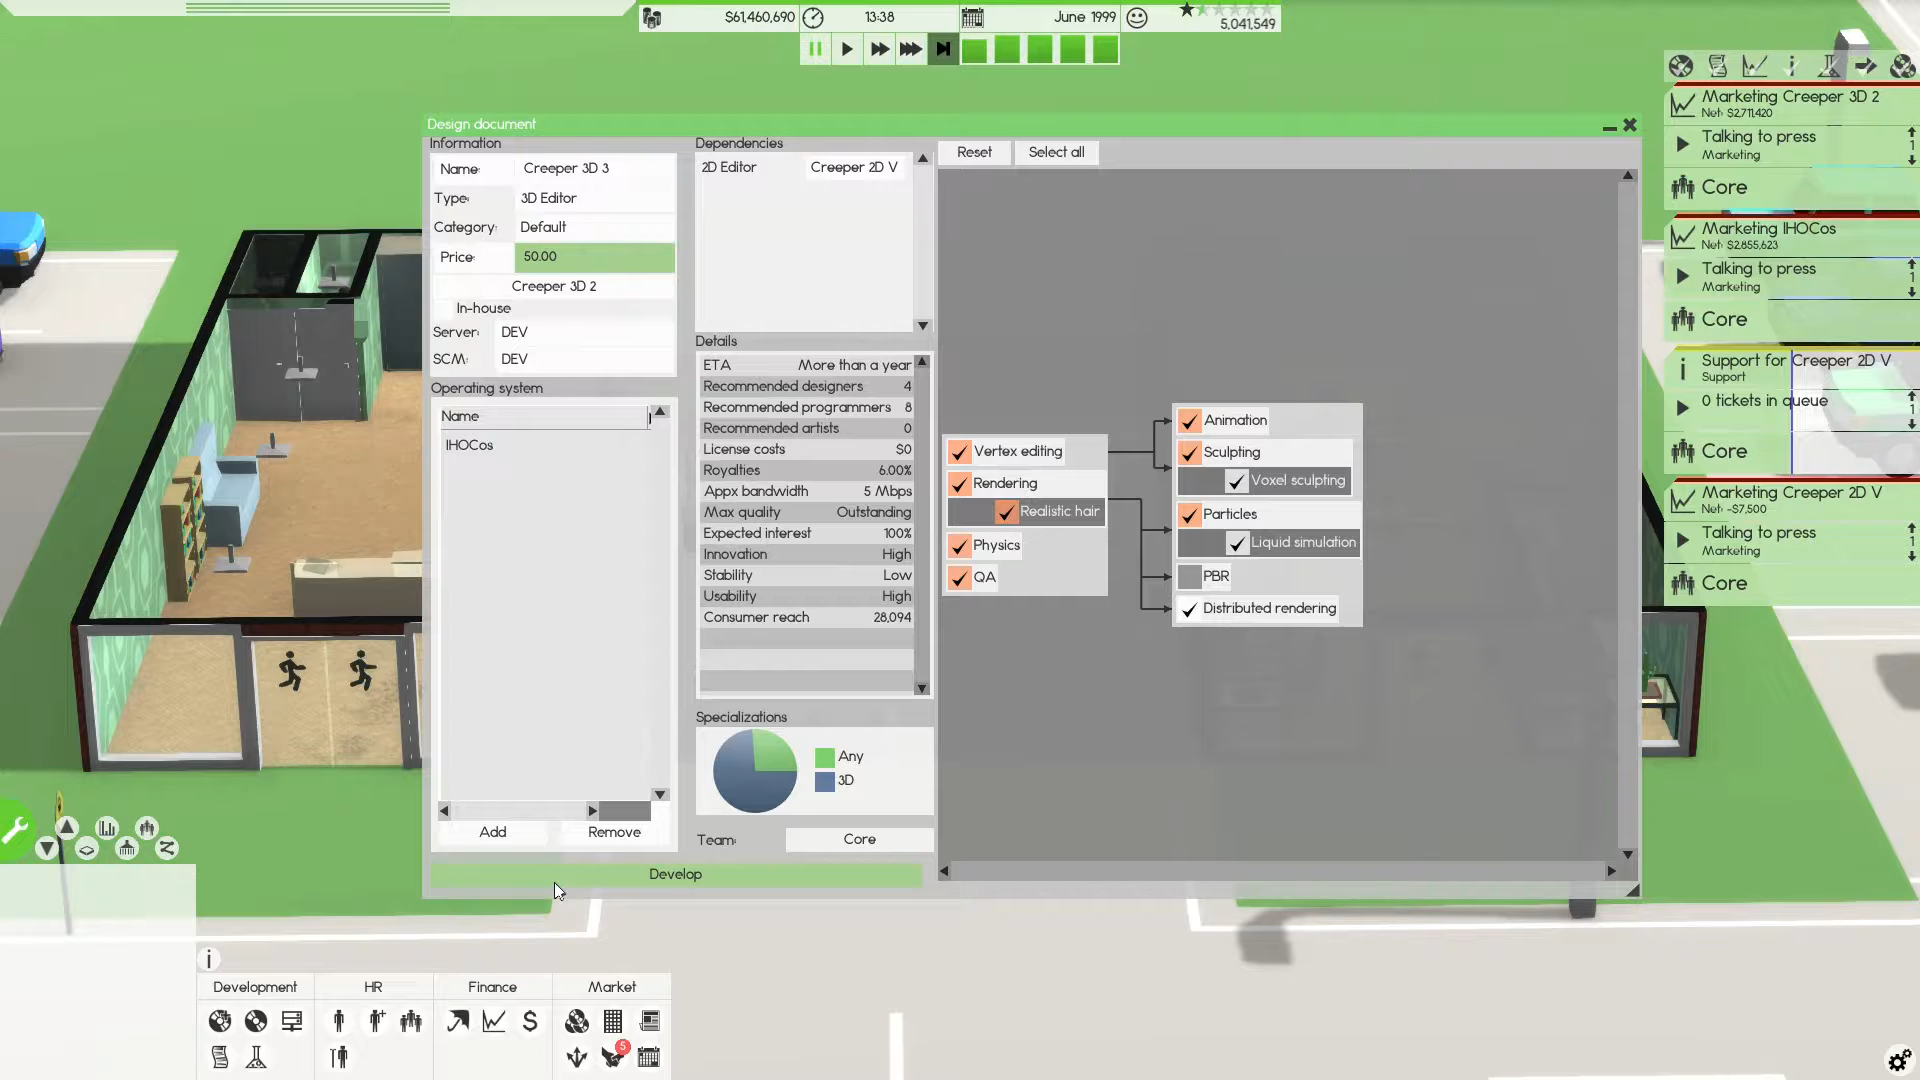 $61,460,690
13:38
June 1999
5,041,549
Design document
Information
Name: Creeper 3D 3
Type: 3D Editor
Category: Default
Price: 50.00
Creeper 3D 2
In-house
Server: DEV
SCM: DEV
Operating system
Name
IHOCos
Add Remove
Develop
Dependencies
2D Editor Creeper 2D V
Details
ETA More than a year
Recommended designers 4
Recommended programmers 8
Recommended artists 0
License costs $0
Royalties 6.00%
Appx bandwidth 5 Mbps
Max quality Outstanding
Expected interest 100%
Innovation High
Stability Low
Usability High
Consumer reach 28,094
Specializations
Any
3D
Team: Core
Reset Select all
Vertex editing
Rendering
Realistic hair
Physics
QA
Animation
Sculpting
Voxel sculpting
Particles
Liquid simulation
PBR
Distributed rendering
Marketing Creeper 3D 2
Net: $2,711,420
Talking to press
Marketing
1
Core
Marketing IHOCos
Net: $2,855,623
Talking to press
Marketing
1
Core
Support for Creeper 2D V
Support
0 tickets in queue
1
Core
Marketing Creeper 2D V
Net: -$7,500
Talking to press
Marketing
1
Core
Development HR Finance Market
5